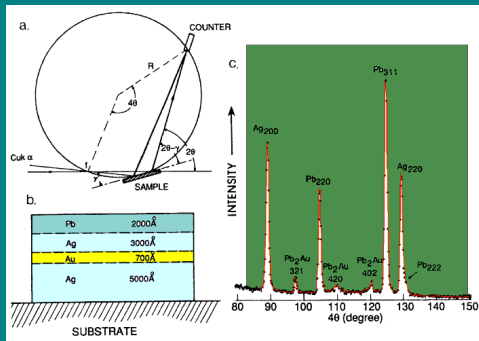 a.
COUNTER
R
4θ
2θ-γ
2θ
Cuk α
f
γ
SAMPLE
b.
Pb 2000Å
Ag 3000Å
Au 700Å
Ag 5000Å
SUBSTRATE
c.
INTENSITY
Ag200
Pb2Au
321
Pb220
Pb2Au
420
Pb2Au
402
Pb311
Ag220
Pb222
80 90 100 110 120 130 140 150
4θ (degree)